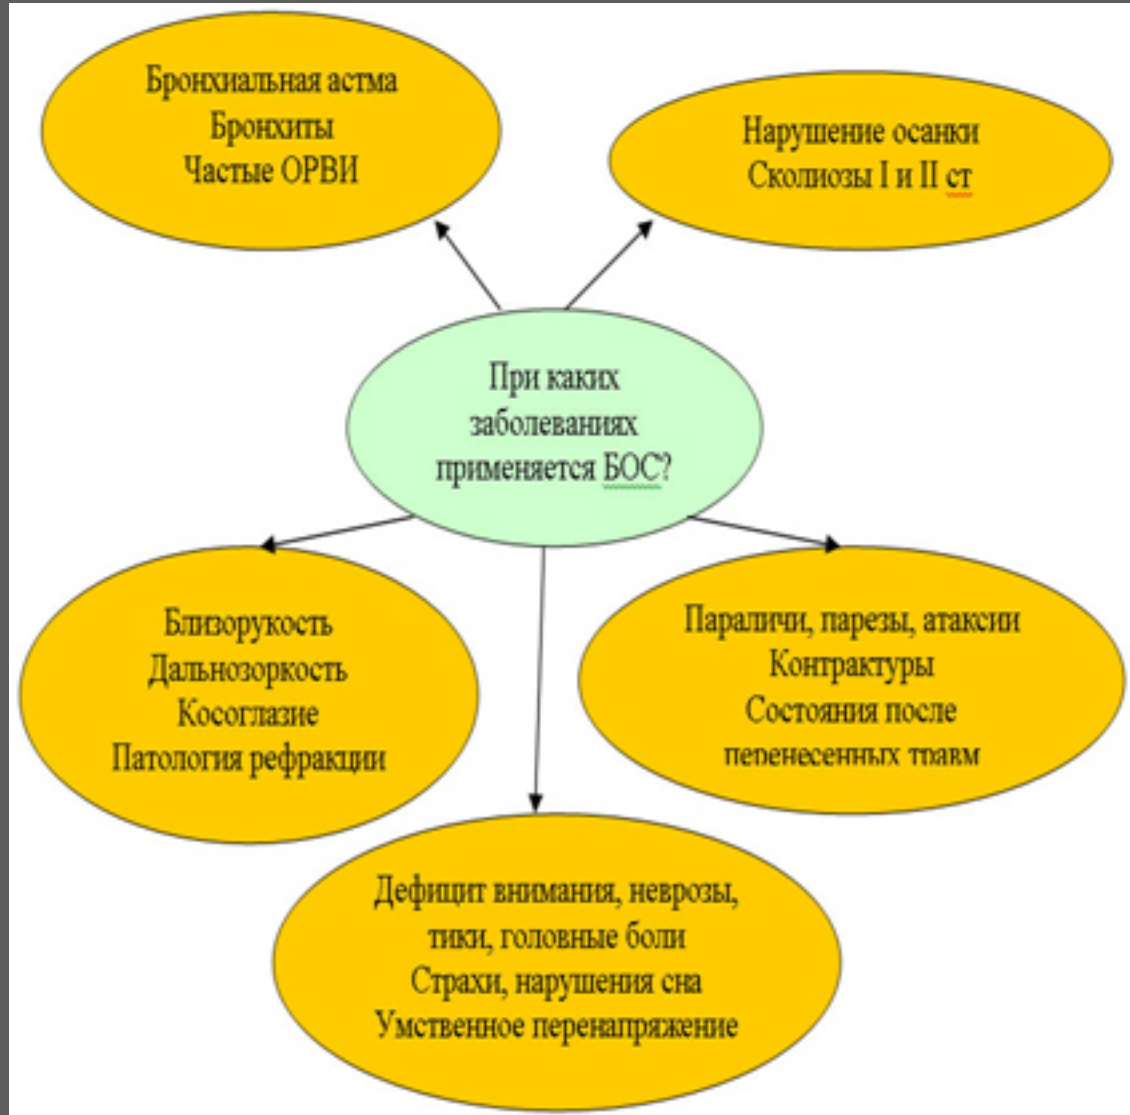 Бронхиальная астма
Бронхиты
Частые ОРВИ
Нарушение осанки
Сколиозы I и II ст
При каких
заболеваниях
применяется БОС?
Близорукость
Дальнозоркость
Косоглазие
Патология рефракции
Параличи, парезы, атаксии
Контрактуры
Состояния после
перенесенных травм
Дефицит внимания, неврозы,
тики, головные боли
Страхи, нарушения сна
Умственное перенапряжение